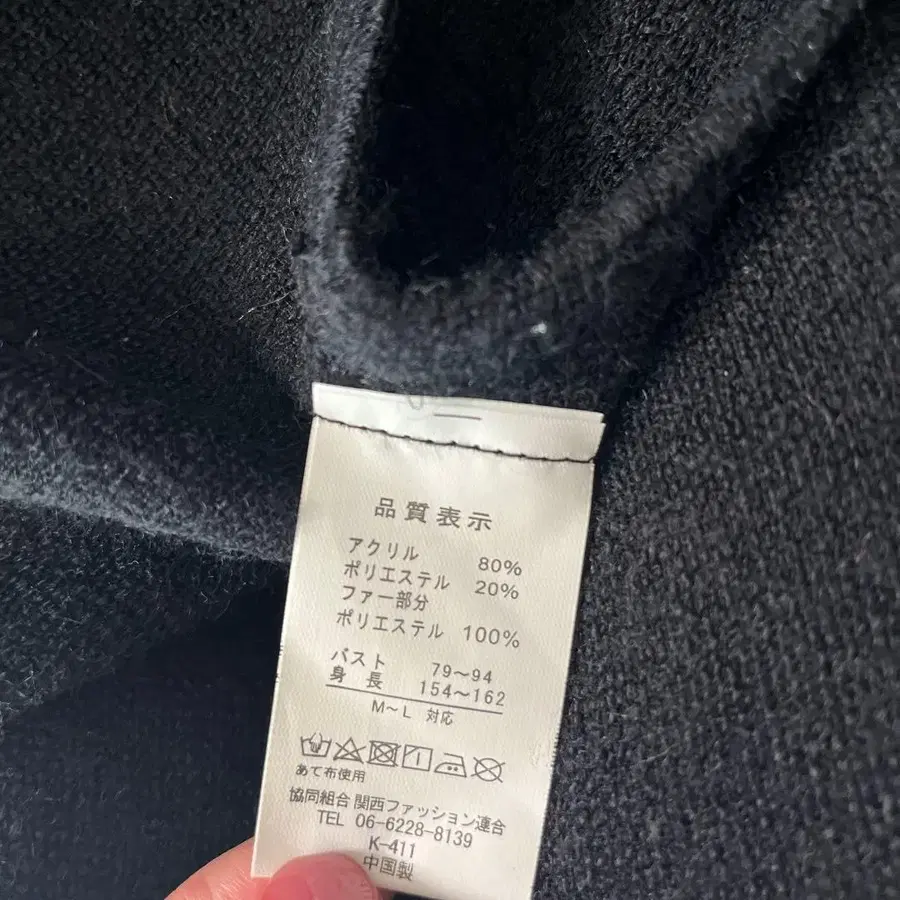 品質表示
アクリル 80%
ポリエステル 20%
ファー部分
ポリエステル 100%
バスト 79～94
身長 154～162
M～L 対応
あて布使用
協同組合 関西ファッション連合
TEL 06-6228-8139
K-411
中国製